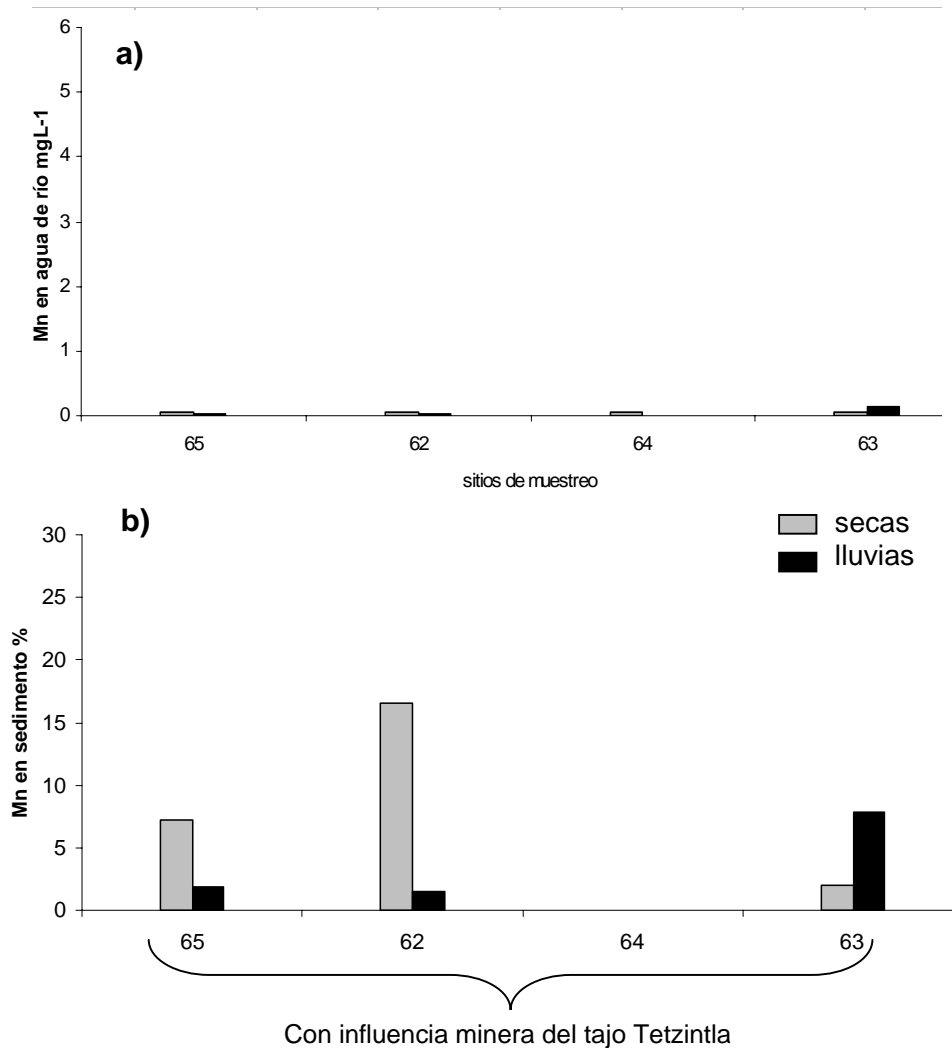 a)
Mn en agua de río mgL-1
6
5
4
3
2
1
0
65 62 64 63
sitios de muestreo
b)
secas
lluvias
Mn en sedimento %
30
25
20
15
10
5
0
65 62 64 63
Con influencia minera del tajo Tetzintla